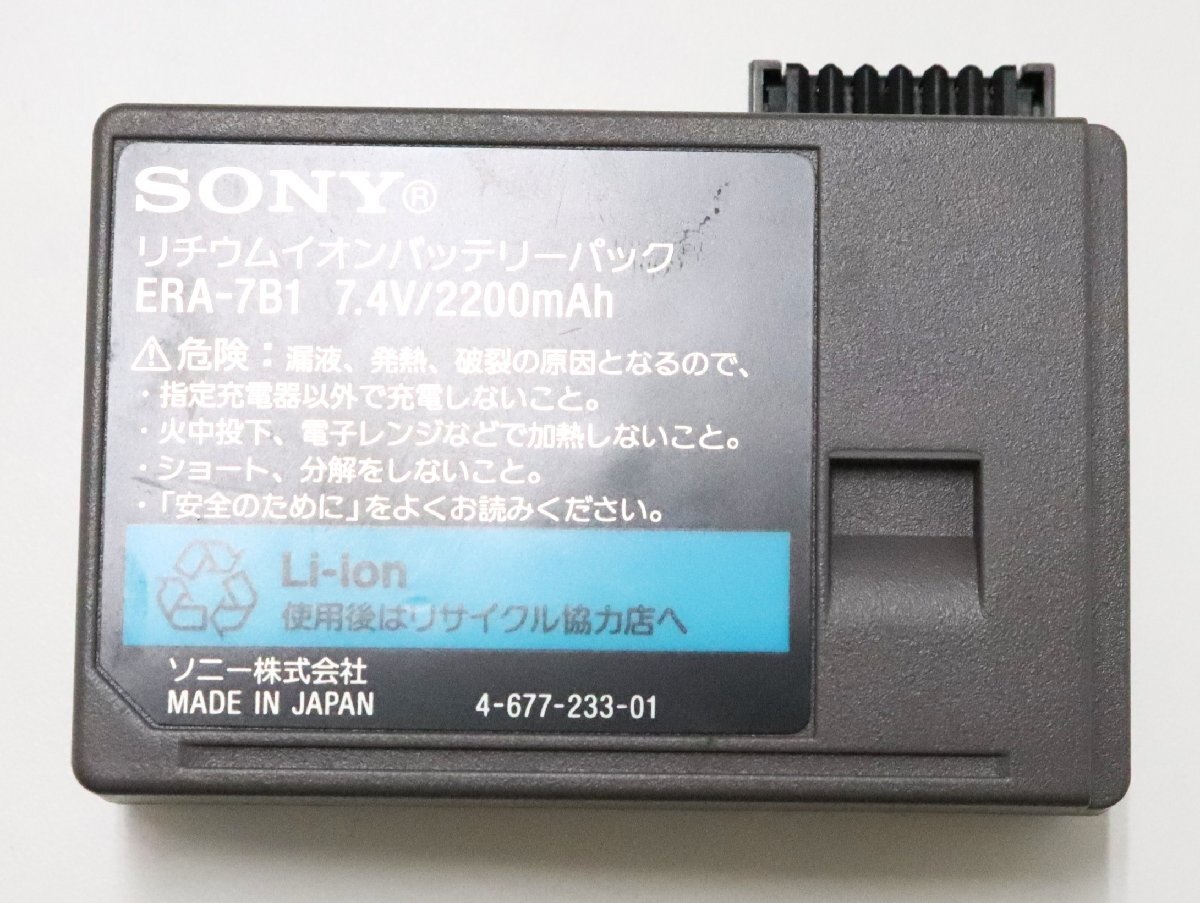 SONY®
リチウムイオンバッテリーパック
ERA-7B1 7.4V/2200mAh
⚠危険：漏液、発熱、破裂の原因となるので、
・指定充電器以外で充電しないこと。
・火中投下、電子レンジなどで加熱しないこと。
・ショート、分解をしないこと。
・「安全のために」をよくお読みください。
Li-ion
使用後はリサイクル協力店へ
ソニー株式会社
MADE IN JAPAN 4-677-233-01